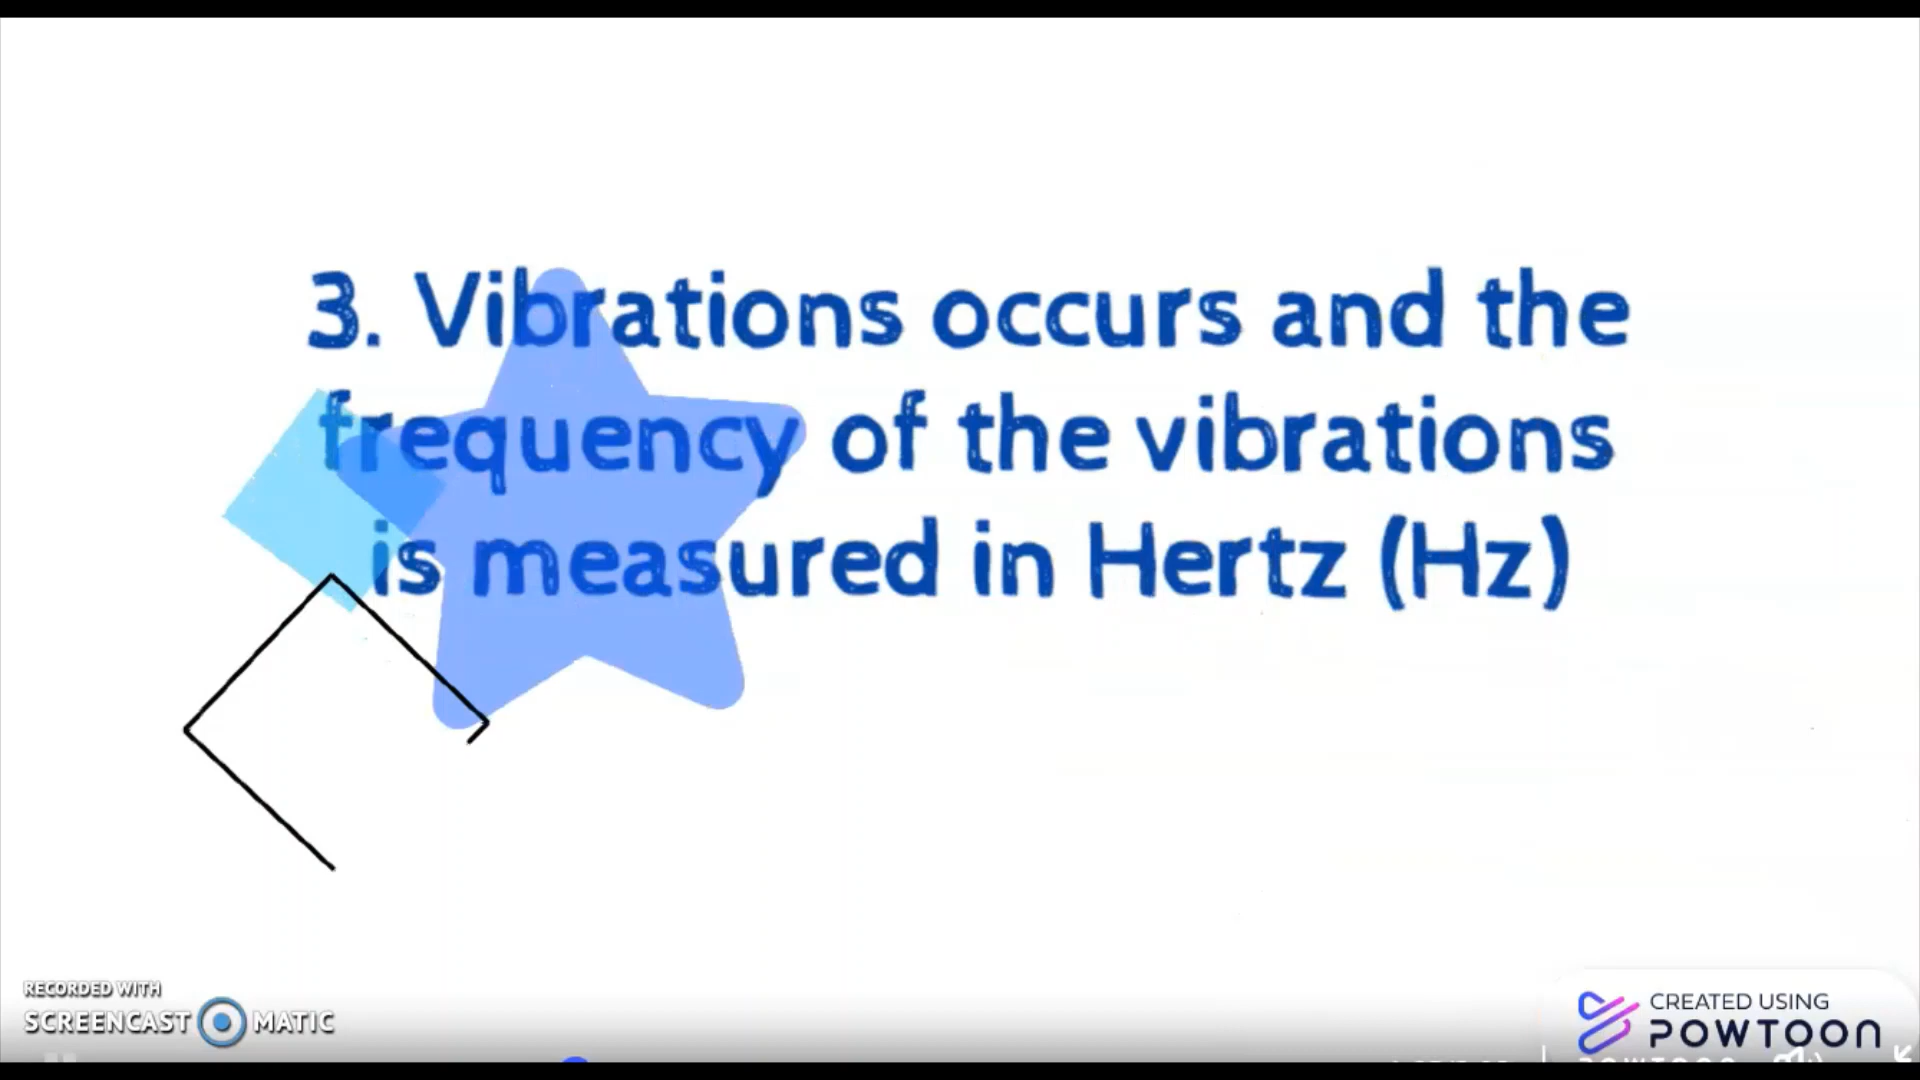 3. Vibrations occurs and the
frequency of the vibrations
is measured in Hertz (Hz)
RECORDED WITH
SCREENCAST MATIC
CREATED USING
POWTOON